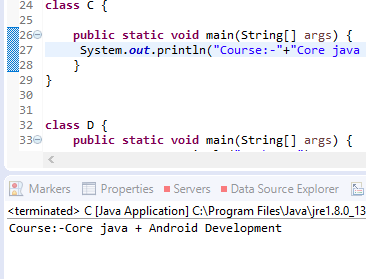 24 class C {
25
26 public static void main(String[] args) {
27 System.out.println("Course:-"+"Core java
28 }
29 }
30
31
32 class D {
33 public static void main(String[] args) {
Markers Properties Servers Data Source Explorer
<terminated> C [Java Application] C:\Program Files\Java\jre1.8.0_13
Course:-Core java + Android Development